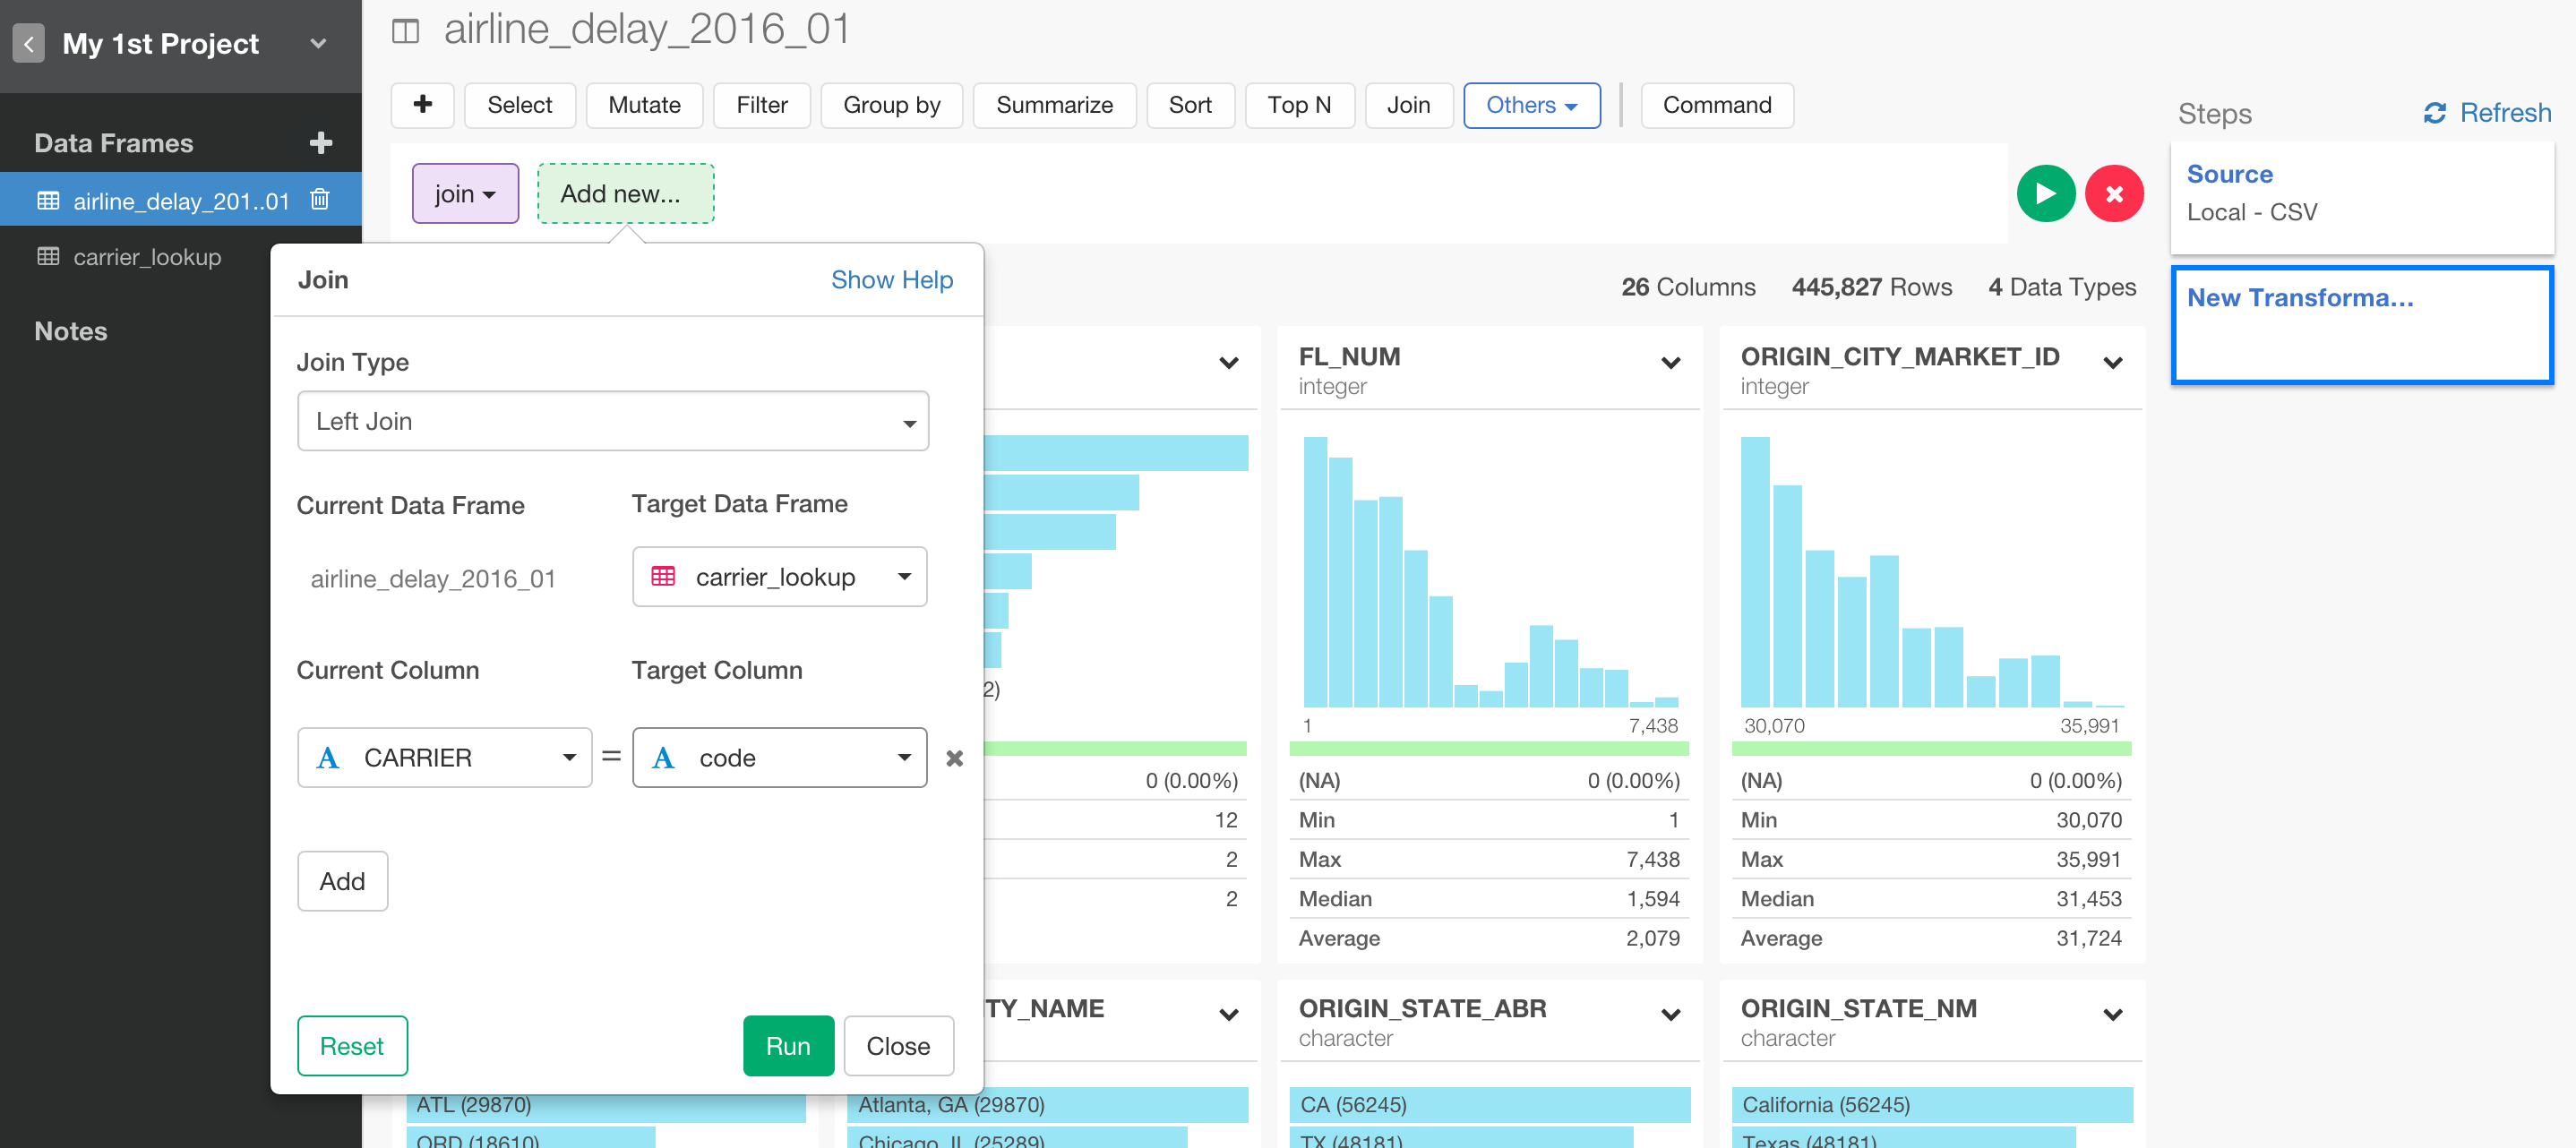 My 1st Project
airline_delay_2016_01
+ Select Mutate Filter Group by Summarize Sort Top N Join Others Command
Steps Refresh
Data Frames +
airline_delay_201..01
carrier_lookup
Notes
join Add new...
Source
Local - CSV
New Transforma...
Join Show Help
Join Type
Left Join
Current Data Frame Target Data Frame
airline_delay_2016_01 carrier_lookup
Current Column Target Column
A CARRIER = A code
Add
Reset Run Close
26 Columns 445,827 Rows 4 Data Types
2)
0 (0.00%)
12
2
2
FL_NUM
integer
1 7,438
(NA) 0 (0.00%)
Min 1
Max 7,438
Median 1,594
Average 2,079
ORIGIN_CITY_MARKET_ID
integer
30,070 35,991
(NA) 0 (0.00%)
Min 30,070
Max 35,991
Median 31,453
Average 31,724
ATL (29870)
ORD (18610)
TY_NAME
Atlanta, GA (29870)
Chicago, IL (25289)
ORIGIN_STATE_ABR
character
CA (56245)
TX (48181)
ORIGIN_STATE_NM
character
California (56245)
Texas (48181)